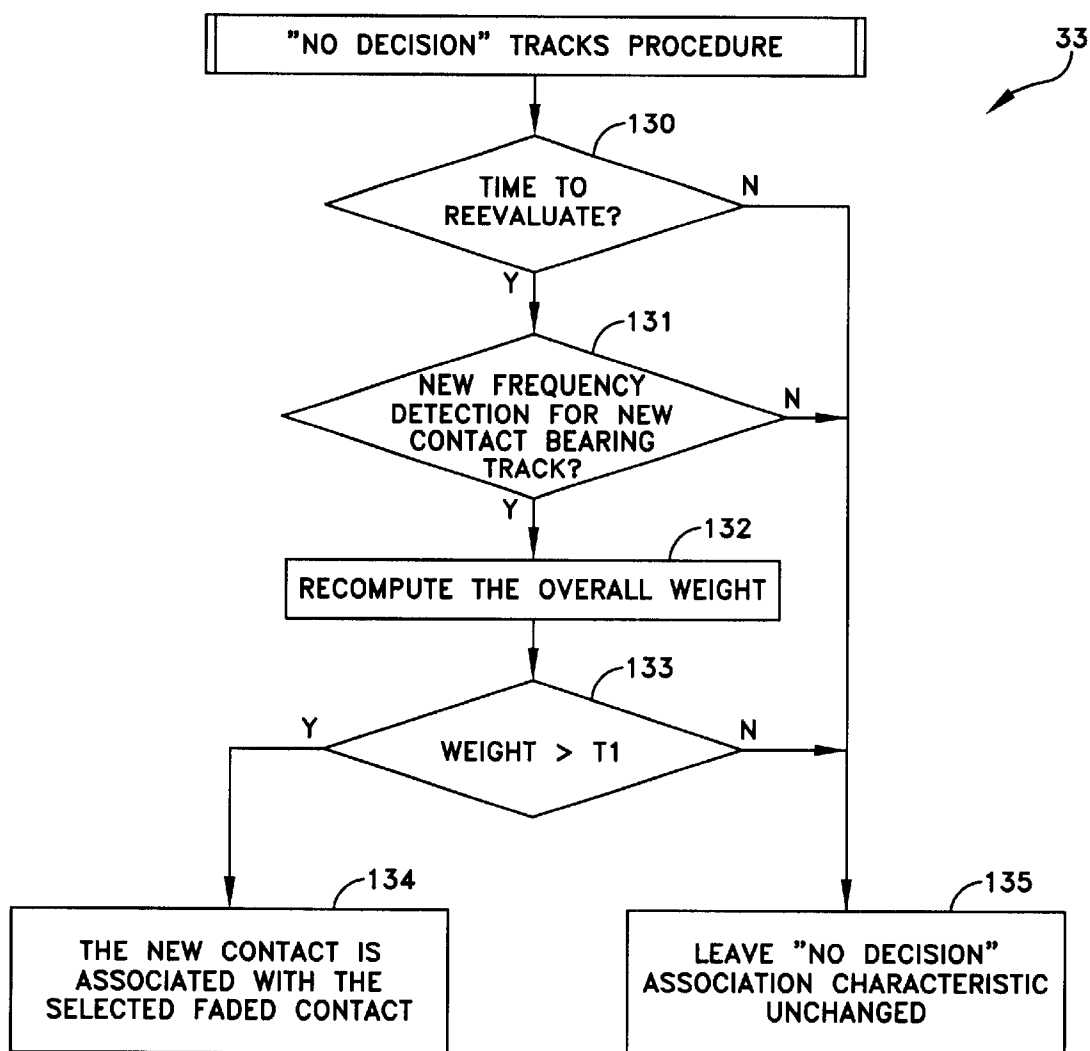 "NO DECISION" TRACKS PROCEDURE
33
130
TIME TO
REEVALUATE?
N
Y
131
NEW FREQUENCY
DETECTION FOR NEW
CONTACT BEARING
TRACK?
N
Y
132
RECOMPUTE THE OVERALL WEIGHT
133
Y
WEIGHT > T1
N
134
THE NEW CONTACT IS
ASSOCIATED WITH THE
SELECTED FADED CONTACT
135
LEAVE "NO DECISION"
ASSOCIATION CHARACTERISTIC
UNCHANGED